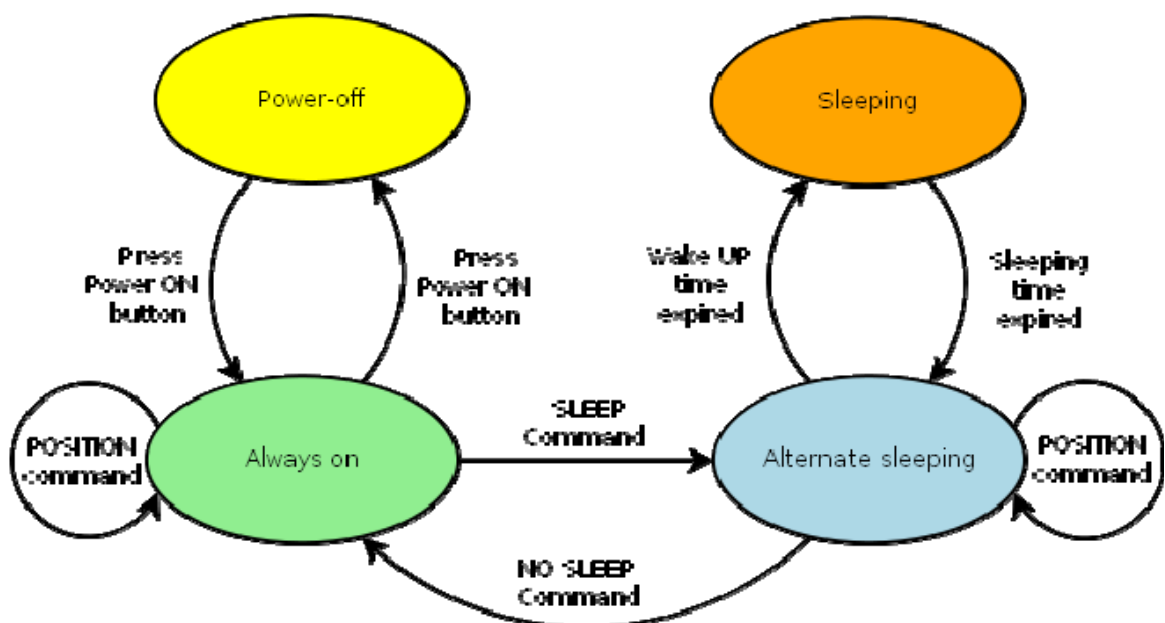 Power-off
Sleeping
Press
Power ON
button
Press
Power ON
button
Wake UP
time
expired
Sleeping
time
expired
POSITION
command
Always on
SLEEP
Command
Alternate sleeping
POSITION
command
NO SLEEP
Command